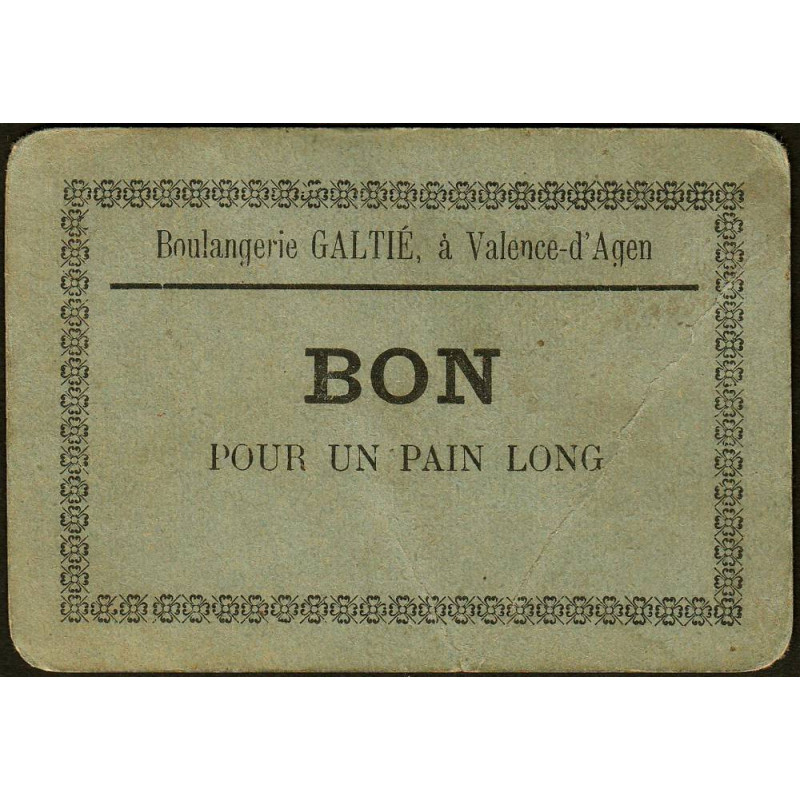 Boulangerie GALTIÉ, à Valence-d'Agen
BON
POUR UN PAIN LONG